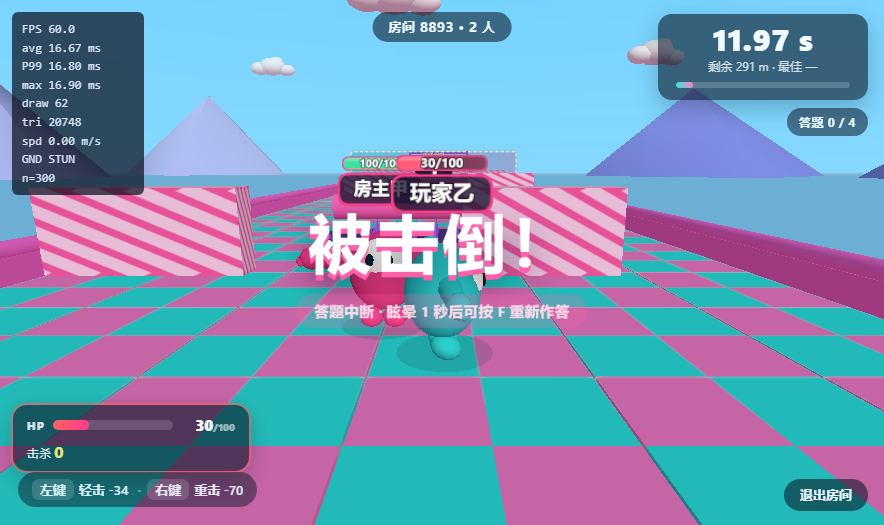 FPS 60.0
avg 16.67 ms
P99 16.80 ms
max 16.90 ms
draw 62
tri 20748
spd 0.00 m/s
GND STUN
n=300
房间 8893 • 2 人
11.97 s
剩余 291 m · 最佳 —
答题 0 / 4
100/10
30/100
房主甲
玩家乙
被击倒！
答题中断 · 眩晕 1 秒后可按 F 重新作答
HP 30/100
击杀 0
左键 轻击 -34 · 右键 重击 -70
退出房间